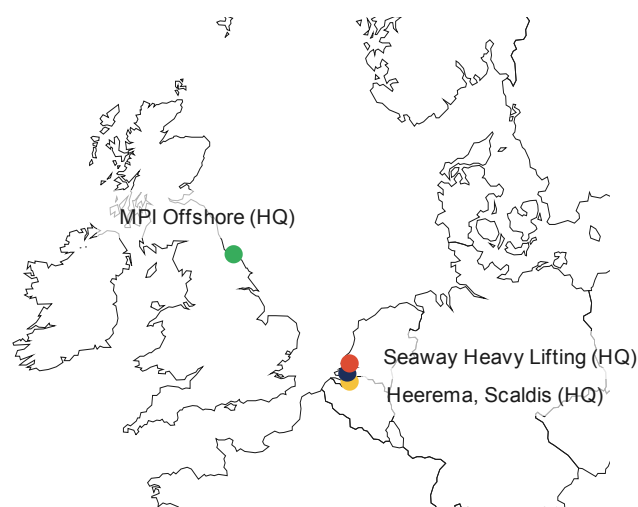 MPI Offshore (HQ)
Seaway Heavy Lifting (HQ)
Heerema, Scaldis (HQ)